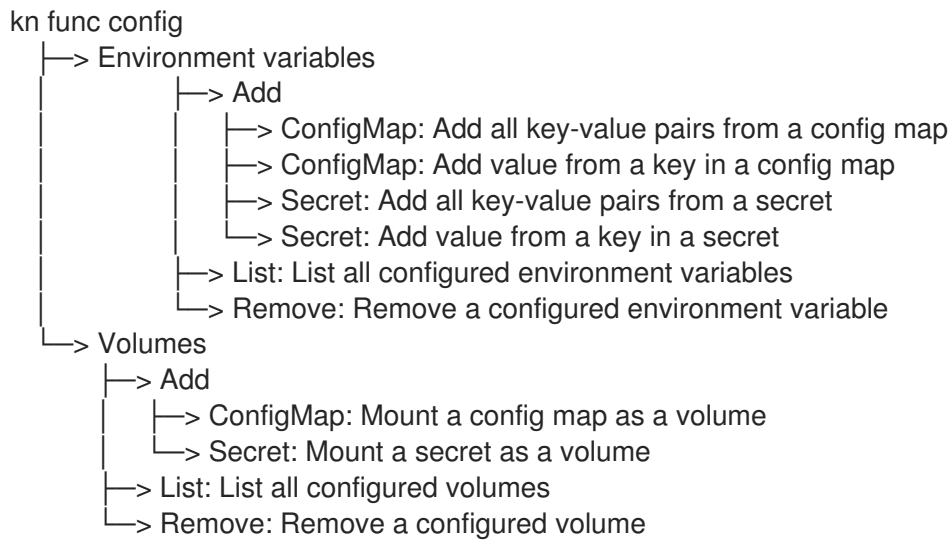 kn func config
├─> Environment variables
│ ├─> Add
│ │ ├─> ConfigMap: Add all key-value pairs from a config map
│ │ ├─> ConfigMap: Add value from a key in a config map
│ │ ├─> Secret: Add all key-value pairs from a secret
│ │ └─> Secret: Add value from a key in a secret
│ ├─> List: List all configured environment variables
│ └─> Remove: Remove a configured environment variable
└─> Volumes
├─> Add
│ ├─> ConfigMap: Mount a config map as a volume
│ └─> Secret: Mount a secret as a volume
├─> List: List all configured volumes
└─> Remove: Remove a configured volume